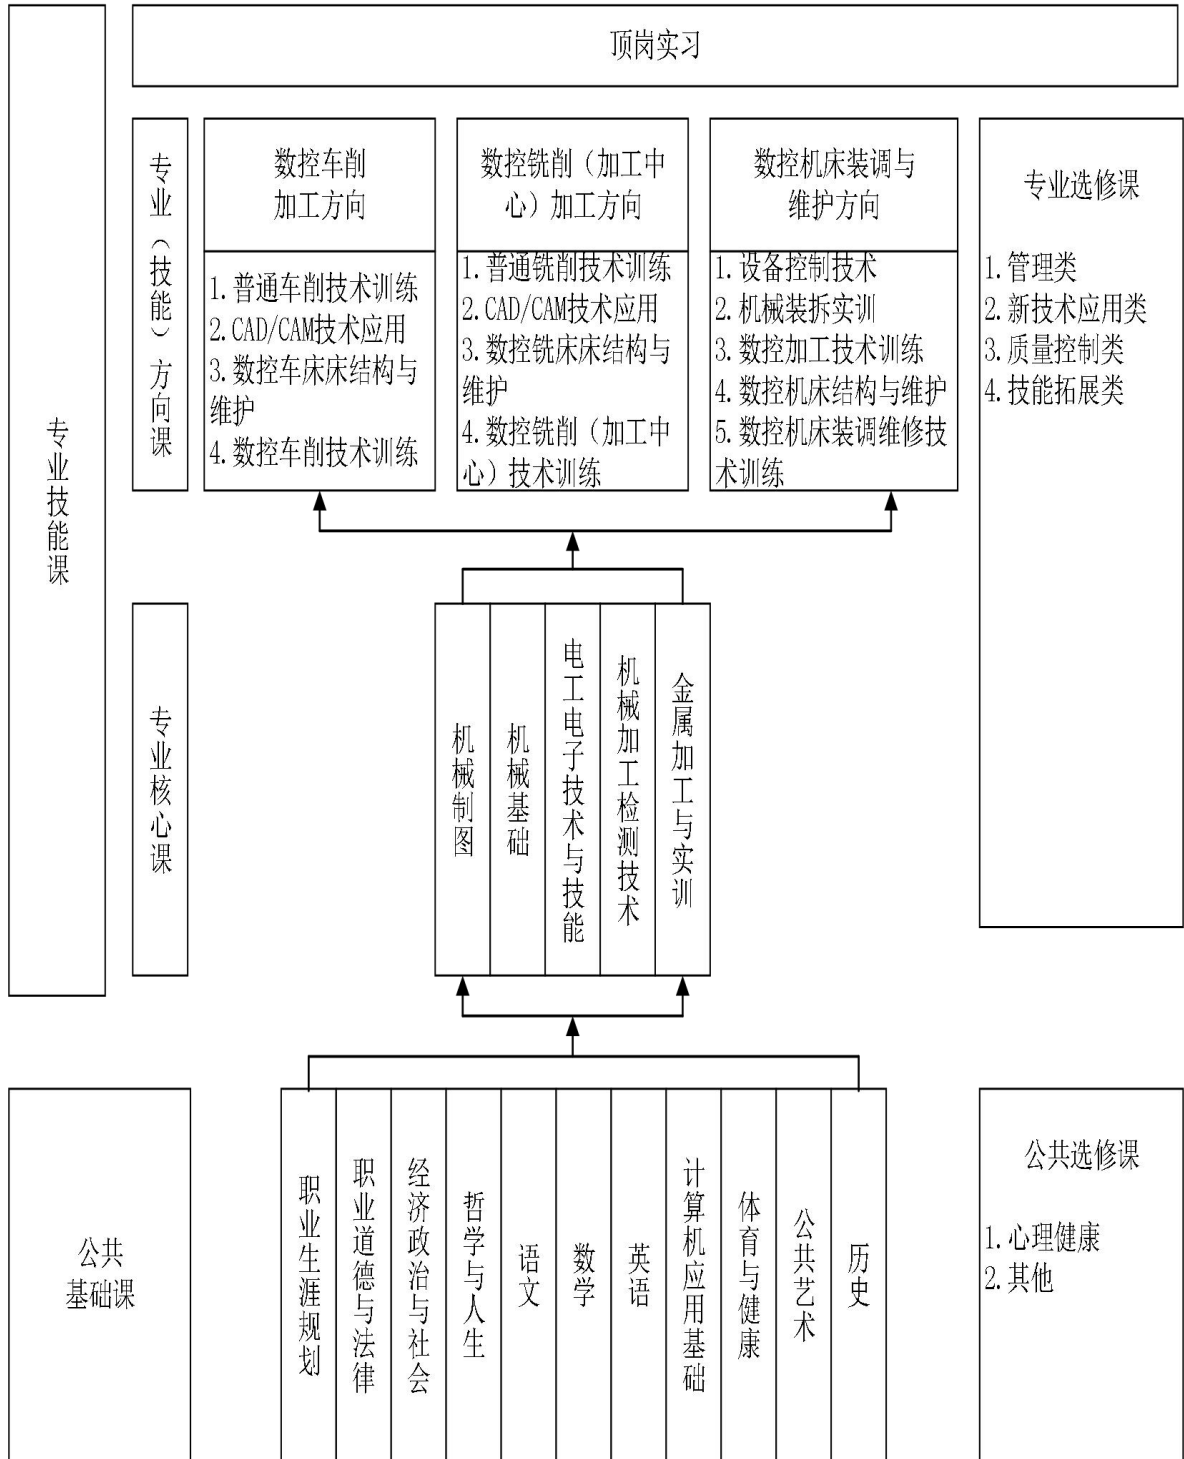 顶岗实习
专业技能课
专业（技能）方向课
数控车削
加工方向
1.普通车削技术训练
2.CAD/CAM技术应用
3.数控车床床结构与
维护
4.数控车削技术训练
数控铣削（加工中
心）加工方向
1.普通铣削技术训练
2.CAD/CAM技术应用
3.数控铣床床结构与
维护
4.数控铣削（加工中
心）技术训练
数控机床装调与
维护方向
1.设备控制技术
2.机械装拆实训
3.数控加工技术训练
4.数控机床结构与维护
5.数控机床装调维修技
术训练
专业选修课
1.管理类
2.新技术应用类
3.质量控制类
4.技能拓展类
专业核心课
机械制图
机械基础
电工电子技术与技能
机械加工检测技术
金属加工与实训
公共
基础课
职业生涯规划
职业道德与法律
经济政治与社会
哲学与人生
语文
数学
英语
计算机应用基础
体育与健康
公共艺术
历史
公共选修课
1.心理健康
2.其他